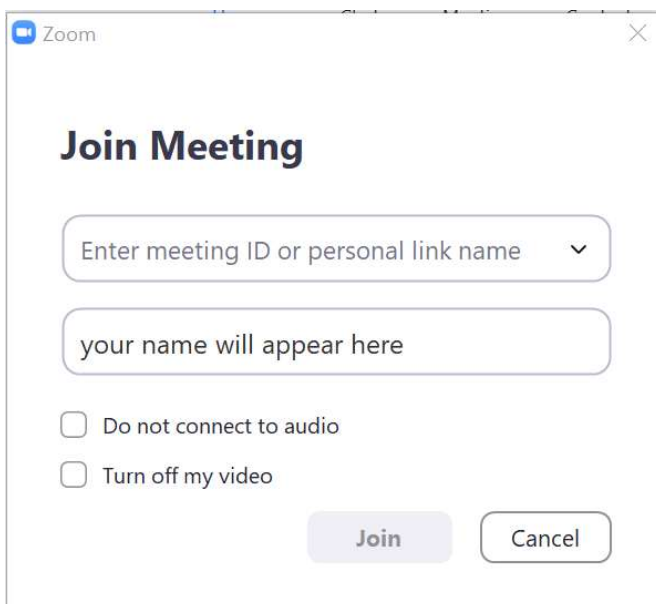 Zoom
Join Meeting
Enter meeting ID or personal link name
your name will appear here
Do not connect to audio
Turn off my video
Join Cancel